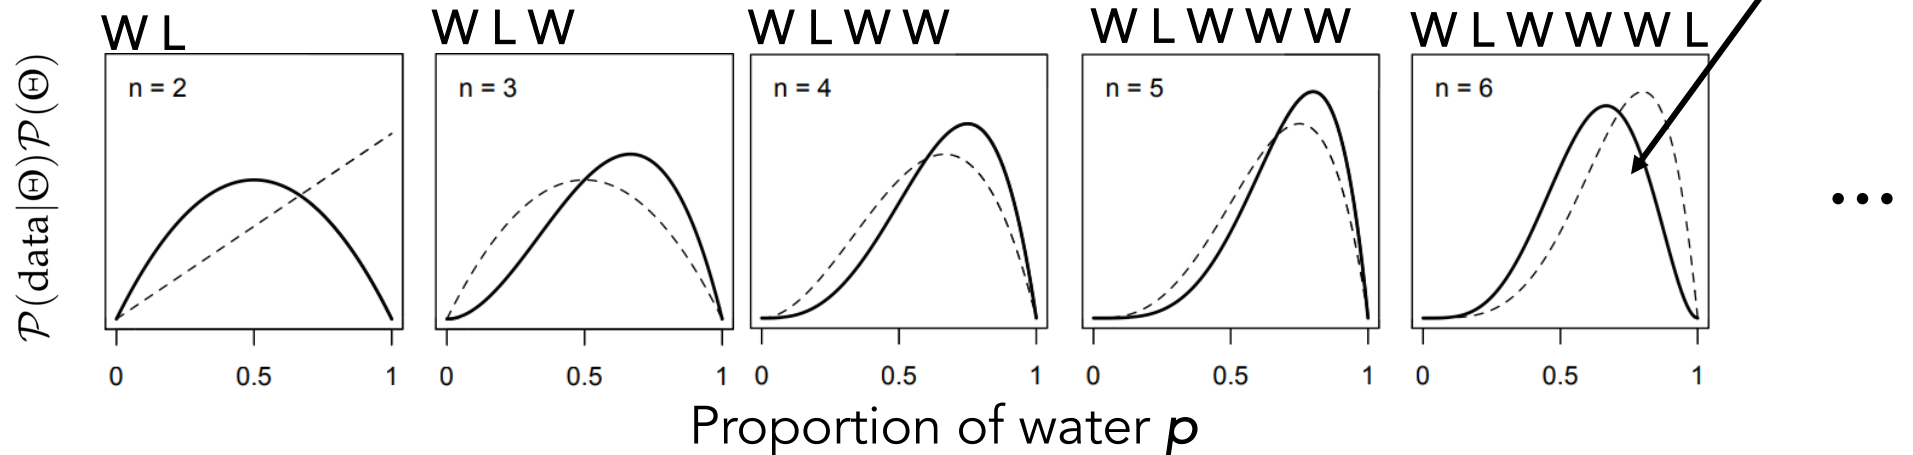 W L
W L W
W L W W
W L W W W
W L W W W L
P(data|Θ)P(Θ)
n = 2
n = 3
n = 4
n = 5
n = 6
...
0 0.5 1
0 0.5 1
0 0.5 1
0 0.5 1
0 0.5 1
Proportion of water p